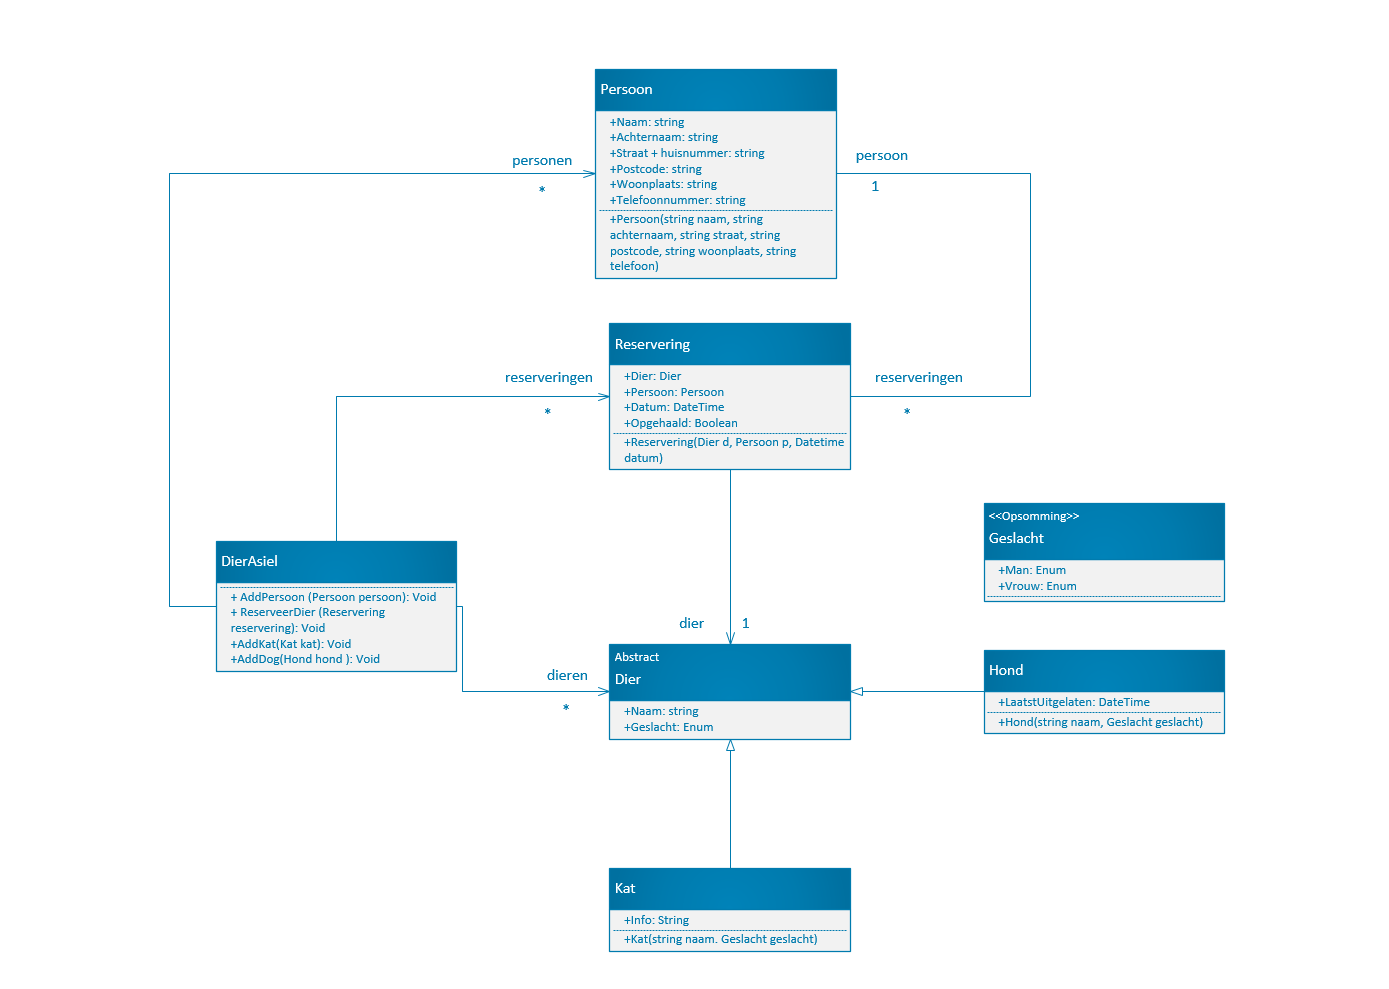 Persoon
+Naam: string
+Achternaam: string
+Straat + huisnummer: string
+Postcode: string
+Woonplaats: string
+Telefoonnummer: string
+Persoon(string naam, string
achternaam, string straat, string
postcode, string woonplaats, string
telefoon)
personen
*
persoon
1
Reservering
+Dier: Dier
+Persoon: Persoon
+Datum: DateTime
+Opgehaald: Boolean
+Reservering(Dier d, Persoon p, Datetime
datum)
reserveringen
*
reserveringen
*
<<Opsomming>>
Geslacht
+Man: Enum
+Vrouw: Enum
DierAsiel
+ AddPersoon (Persoon persoon): Void
+ ReserveerDier (Reservering
reservering): Void
+AddKat(Kat kat): Void
+AddDog(Hond hond ): Void
dier
1
dieren
*
Abstract
Dier
+Naam: string
+Geslacht: Enum
Hond
+LaatstUitgelaten: DateTime
+Hond(string naam, Geslacht geslacht)
Kat
+Info: String
+Kat(string naam. Geslacht geslacht)